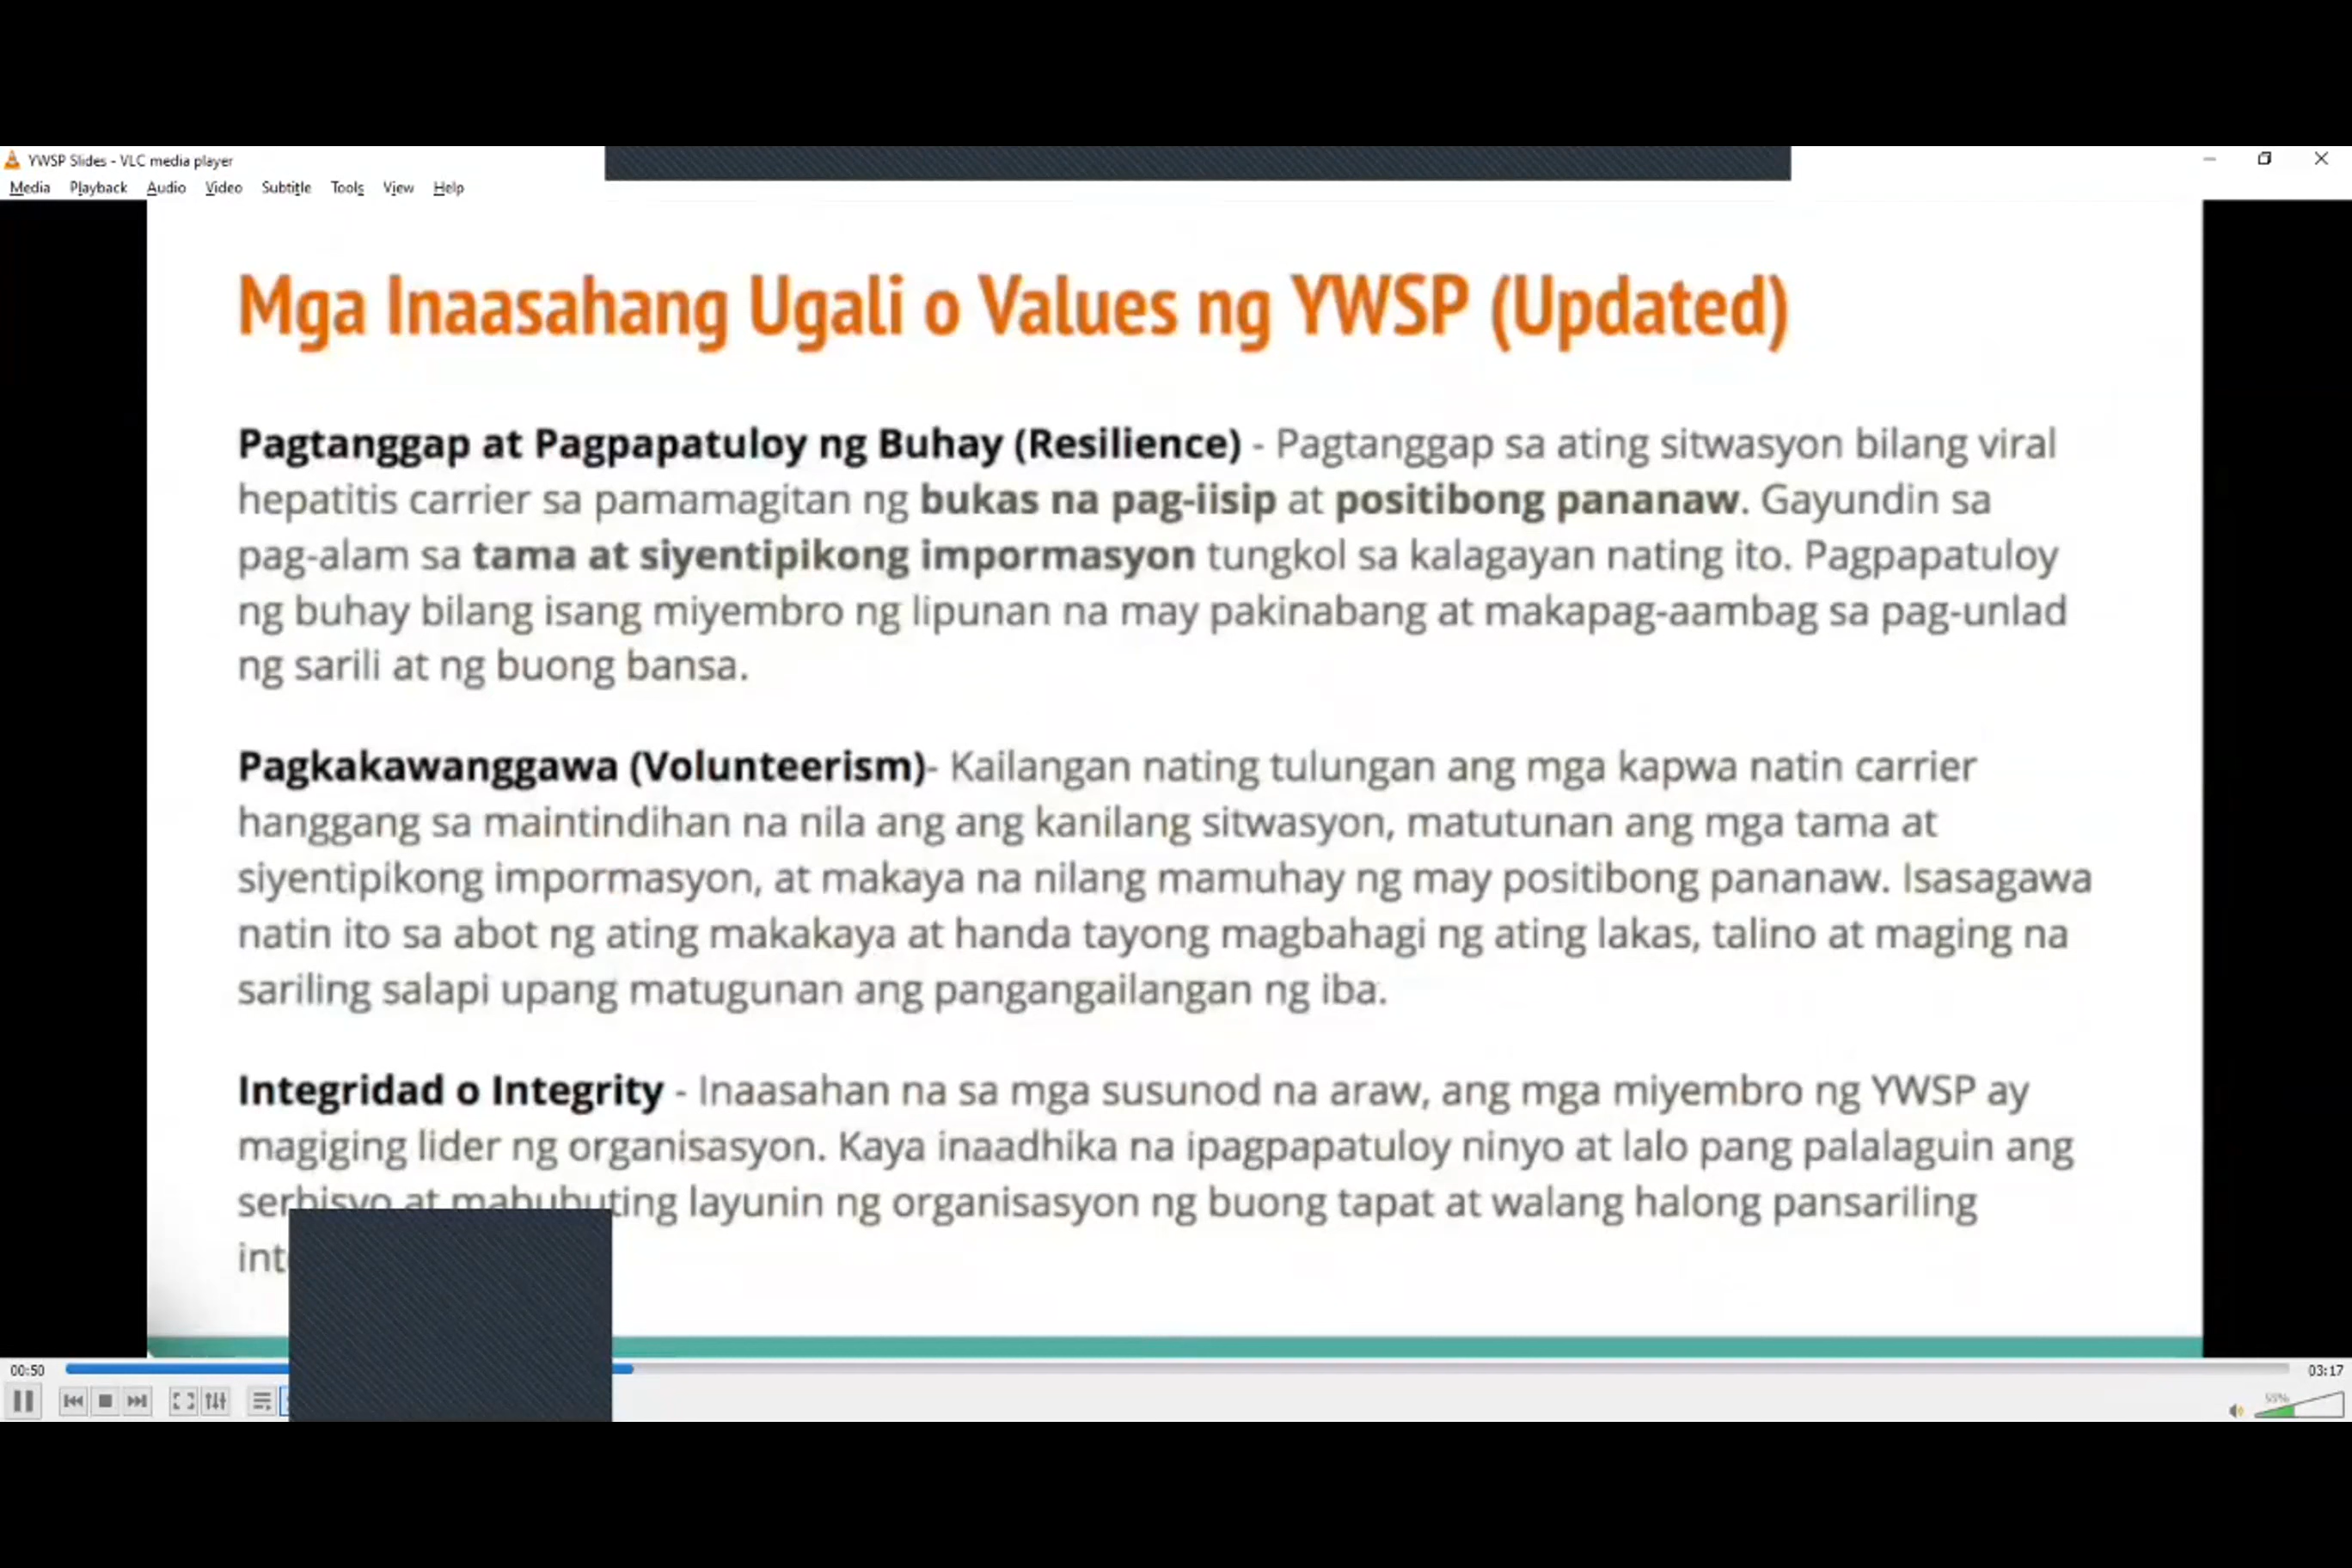 YWSP Slides - VLC media player
Media Playback Audio Video Subtitle Tools View Help
Mga Inaasahang Ugali o Values ng YWSP (Updated)
Pagtanggap at Pagpapatuloy ng Buhay (Resilience) - Pagtanggap sa ating sitwasyon bilang viral
hepatitis carrier sa pamamagitan ng bukas na pag-iisip at positibong pananaw. Gayundin sa
pag-alam sa tama at siyentipikong impormasyon tungkol sa kalagayan nating ito. Pagpapatuloy
ng buhay bilang isang miyembro ng lipunan na may pakinabang at makapag-aambag sa pag-unlad
ng sarili at ng buong bansa.
Pagkakawanggawa (Volunteerism)- Kailangan nating tulungan ang mga kapwa natin carrier
hanggang sa maintindihan na nila ang ang kanilang sitwasyon, matutunan ang mga tama at
siyentipikong impormasyon, at makaya na nilang mamuhay ng may positibong pananaw. Isasagawa
natin ito sa abot ng ating makakaya at handa tayong magbahagi ng ating lakas, talino at maging na
sariling salapi upang matugunan ang pangangailangan ng iba.
Integridad o Integrity - Inaasahan na sa mga susunod na araw, ang mga miyembro ng YWSP ay
magiging lider ng organisasyon. Kaya inaadhika na ipagpapatuloy ninyo at lalo pang palalaguin ang
serbisyo at mabubuting layunin ng organisasyon ng buong tapat at walang halong pansariling
00:50 03:17
55%